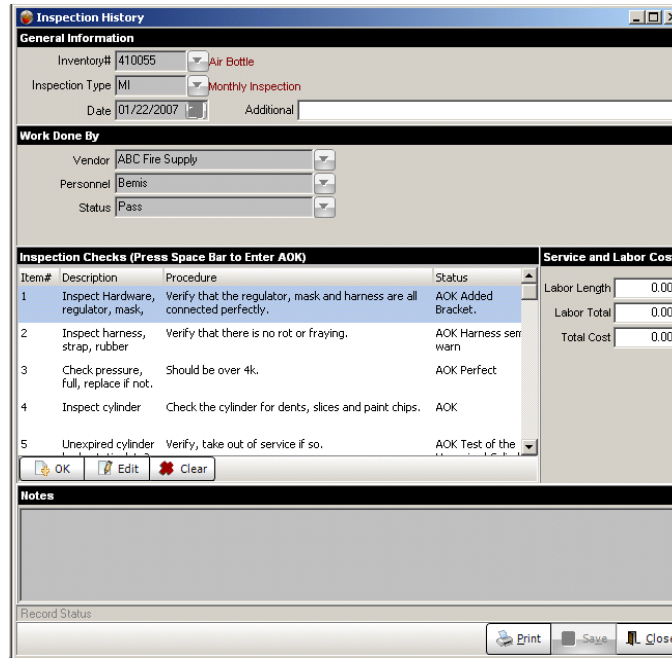 Inspection History
General Information
Inventory# 410055 Air Bottle
Inspection Type MI Monthly Inspection
Date 01/22/2007 Additional
Work Done By
Vendor ABC Fire Supply
Personnel Bemis
Status Pass
Inspection Checks (Press Space Bar to Enter AOK) Service and Labor Cos
Item# Description Procedure Status
Labor Length 0.00
Labor Total 0.00
Total Cost 0.00
1 Inspect Hardware, Verify that the regulator, mask and harness are all AOK Added
regulator, mask, connected perfectly. Bracket.
2 Inspect harness, Verify that there is no rot or fraying. AOK Harness sem
strap, rubber warn
3 Check pressure, Should be over 4k. AOK Perfect
full, replace if not.
4 Inspect cylinder Check the cylinder for dents, slices and paint chips. AOK
5 Unexpired cylinder Verify, take out of service if so. AOK Test of the
OK Edit Clear
Notes
Record Status
Print Save Close